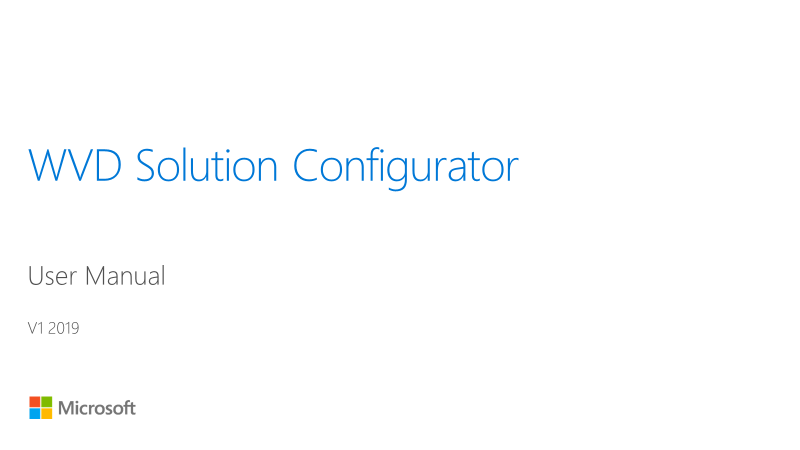 WVD Solution Configurator
User Manual
V1 2019
Microsoft